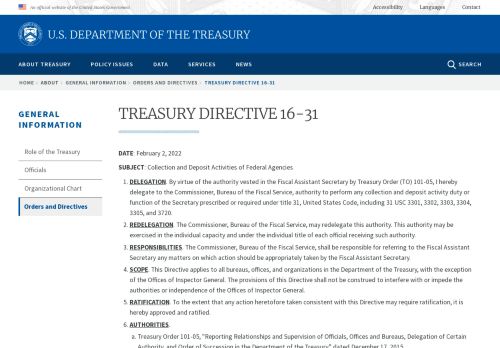 An official website of the United States Government
Accessibility Languages Contact
U.S. DEPARTMENT OF THE TREASURY
ABOUT TREASURY POLICY ISSUES DATA SERVICES NEWS SEARCH
HOME › ABOUT › GENERAL INFORMATION › ORDERS AND DIRECTIVES › TREASURY DIRECTIVE 16-31
GENERAL
INFORMATION
Role of the Treasury
Officials
Organizational Chart
Orders and Directives
TREASURY DIRECTIVE 16-31
DATE: February 2, 2022
SUBJECT: Collection and Deposit Activities of Federal Agencies
1. DELEGATION. By virtue of the authority vested in the Fiscal Assistant Secretary by Treasury Order (TO) 101-05, I hereby
delegate to the Commissioner, Bureau of the Fiscal Service, authority to perform any collection and deposit activity duty or
function of the Secretary prescribed or required under title 31, United States Code, including 31 USC 3301, 3302, 3303, 3304,
3305, and 3720.
2. REDELEGATION. The Commissioner, Bureau of the Fiscal Service, may redelegate this authority. This authority may be
exercised in the individual capacity and under the individual title of each official receiving such authority.
3. RESPONSIBILITIES. The Commissioner, Bureau of the Fiscal Service, shall be responsible for referring to the Fiscal Assistant
Secretary any matters on which action should be appropriately taken by the Fiscal Assistant Secretary.
4. SCOPE: This Directive applies to all bureaus, offices, and organizations in the Department of the Treasury, with the exception
of the Offices of Inspector General. The provisions of this Directive shall not be construed to interfere with or impede the
authorities or independence of the Offices of Inspector General.
5. RATIFICATION. To the extent that any action heretofore taken consistent with this Directive may require ratification, it is
hereby approved and ratified.
6. AUTHORITIES.
a. Treasury Order 101-05, "Reporting Relationships and Supervision of Officials, Offices and Bureaus, Delegation of Certain
Authority, and Order of Succession in the Department of the Treasury" dated December 17, 2015.